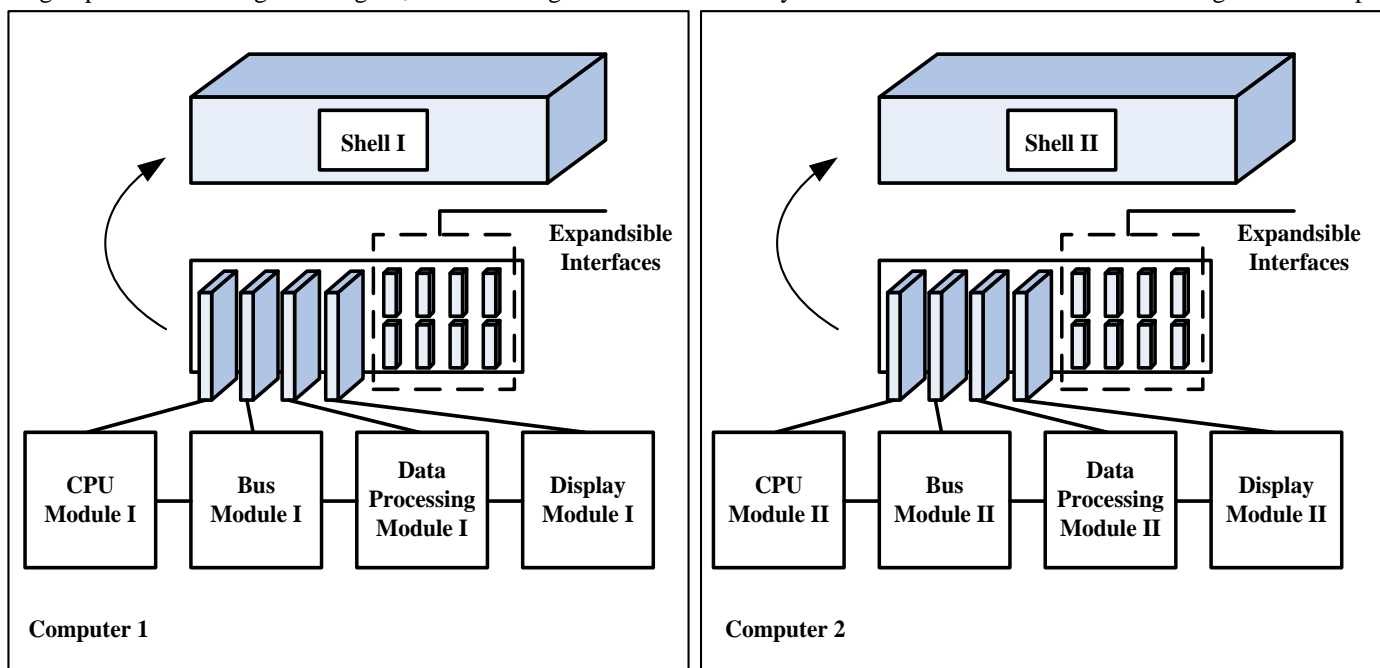 Shell I
Expandsible
Interfaces
CPU
Module I
Bus
Module I
Data
Processing
Module I
Display
Module I
Computer 1
Shell II
Expandsible
Interfaces
CPU
Module II
Bus
Module II
Data
Processing
Module II
Display
Module II
Computer 2